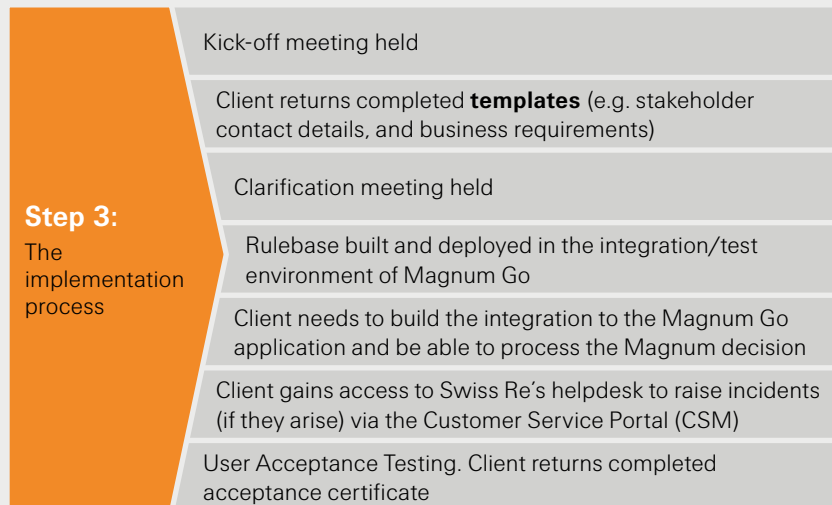 Step 3:
The
implementation
process
Kick-off meeting held
Client returns completed templates (e.g. stakeholder
contact details, and business requirements)
Clarification meeting held
Rulebase built and deployed in the integration/test
environment of Magnum Go
Client needs to build the integration to the Magnum Go
application and be able to process the Magnum decision
Client gains access to Swiss Re's helpdesk to raise incidents
(if they arise) via the Customer Service Portal (CSM)
User Acceptance Testing. Client returns completed
acceptance certificate